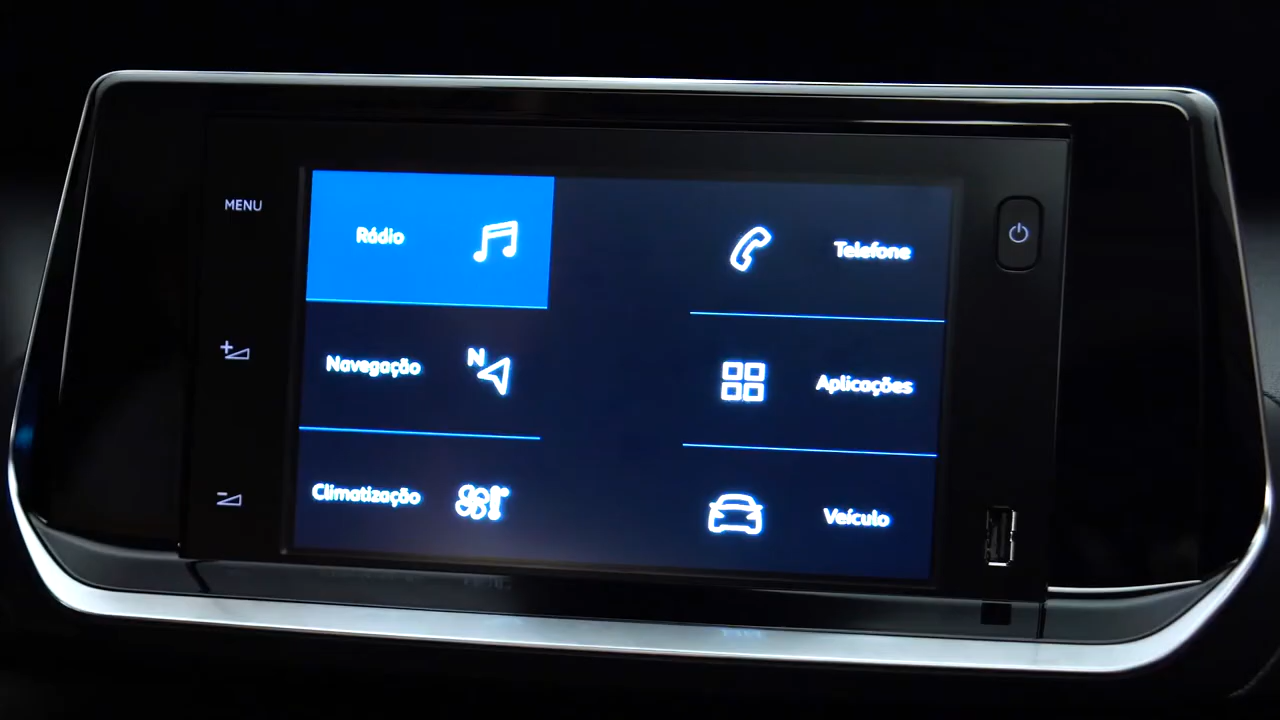 MENU
Rádio
Telefone
N
Navegação
Aplicações
Climatização
Veículo